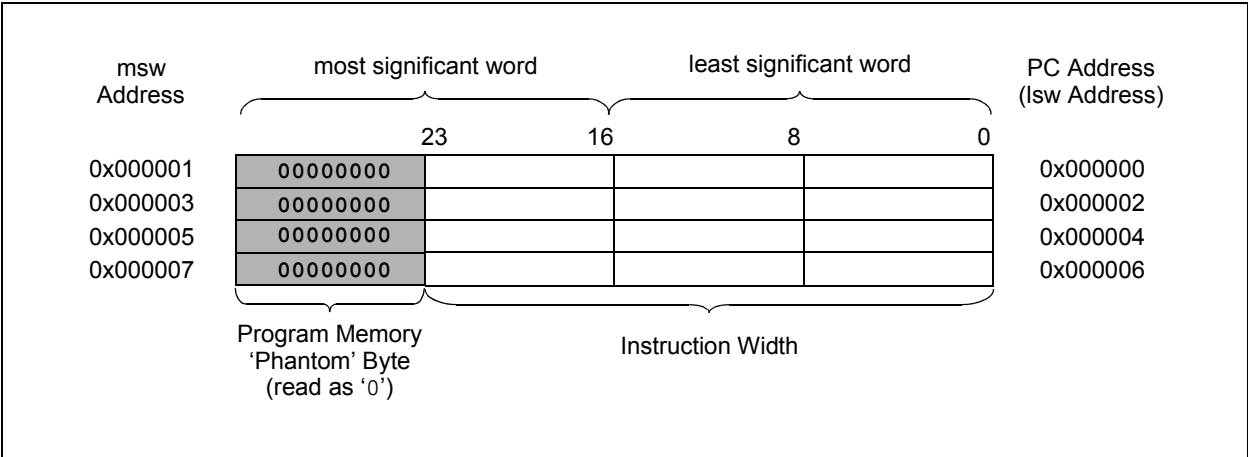 msw
Address
most significant word
least significant word
PC Address
(lsw Address)
23 16 8 0
0x000001 00000000 0x000000
0x000003 00000000 0x000002
0x000005 00000000 0x000004
0x000007 00000000 0x000006
Program Memory
‘Phantom’ Byte
(read as ‘0’)
Instruction Width